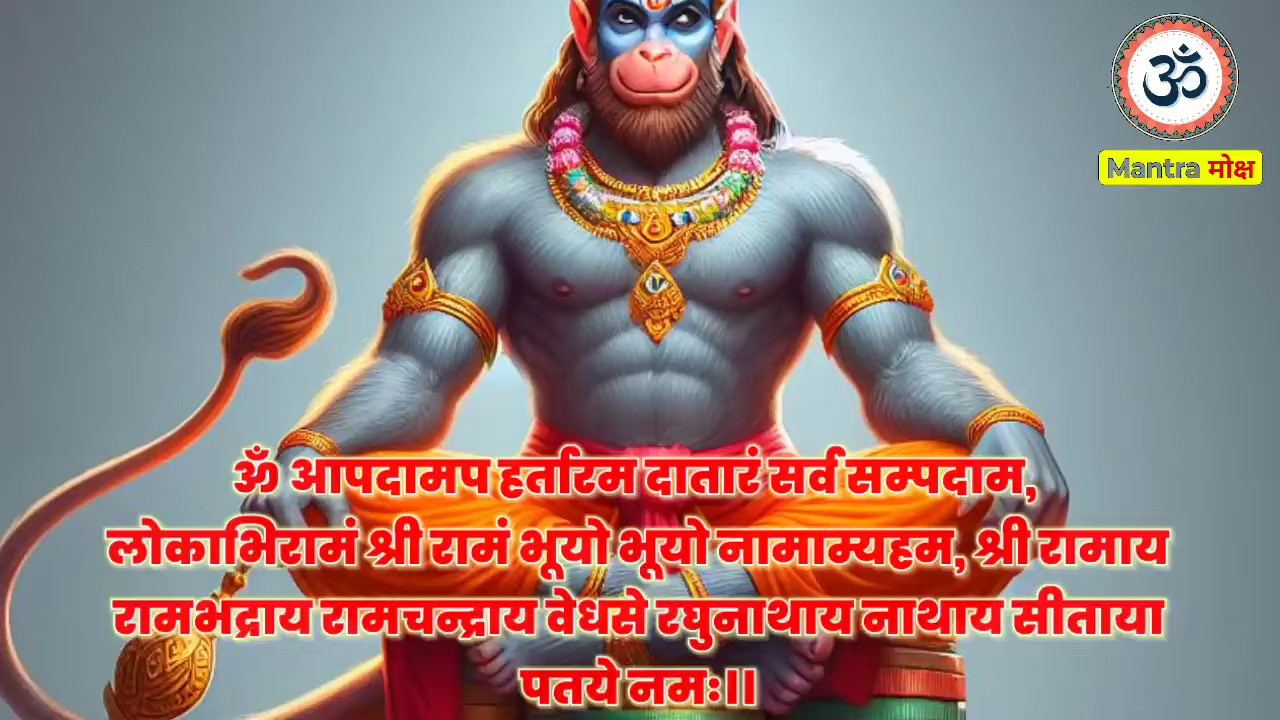 ॐ
Mantra मोक्ष
ॐ आपदामप हर्तारम दातारं सर्व सम्पदाम,
लोकाभिरामं श्री रामं भूयो भूयो नामाम्यहम, श्री रामाय
रामभद्राय रामचन्द्राय वेधसे रघुनाथाय नाथाय सीताया
पतये नमः।।